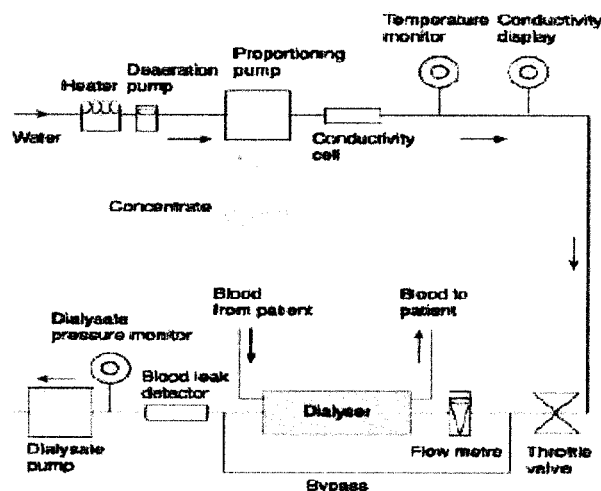 Temperature
monitor
Conductivity
display
Proportioning
pump
Deaeration
pump
Heater
Water
Conductivity
cell
Concentrate
Blood
from patient
Blood to
patient
Dialysate
pressure monitor
Blood leak
detector
Dialyser
Dialysate
pump
Flow metre
Throttle
valve
Bypass